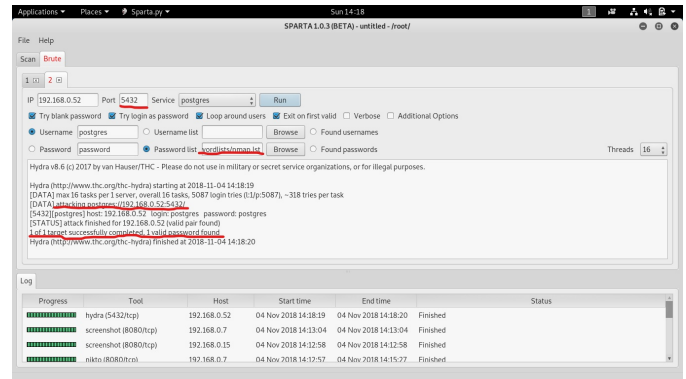 Applications Places Sparta.py Sun 14:18 1
SPARTA 1.0.3 (BETA) - untitled - /root/
File Help
Scan Brute
1 2
IP 192.168.0.52 Port 5432 Service postgres Run
Try blank password Try login as password Loop around users Exit on first valid Verbose Additional Options
Username postgres Username list Browse Found usernames
Password password Password list wordlists/nmap.lst Browse Found passwords Threads 16
Hydra v8.6 (c) 2017 by van Hauser/THC - Please do not use in military or secret service organizations, or for illegal purposes.
Hydra (http://www.thc.org/thc-hydra) starting at 2018-11-04 14:18:19
[DATA] max 16 tasks per 1 server, overall 16 tasks, 5087 login tries (l:1/p:5087), ~318 tries per task
[DATA] attacking postgres://192.168.0.52:5432/
[5432][postgres] host: 192.168.0.52 login: postgres password: postgres
[STATUS] attack finished for 192.168.0.52 (valid pair found)
1 of 1 target successfully completed, 1 valid password found
Hydra (http://www.thc.org/thc-hydra) finished at 2018-11-04 14:18:20
Log
Progress Tool Host Start time End time Status
hydra (5432/tcp) 192.168.0.52 04 Nov 2018 14:18:19 04 Nov 2018 14:18:20 Finished
screenshot (8080/tcp) 192.168.0.7 04 Nov 2018 14:13:04 04 Nov 2018 14:13:04 Finished
screenshot (8080/tcp) 192.168.0.15 04 Nov 2018 14:12:58 04 Nov 2018 14:12:58 Finished
nikto (8080/tcp) 192.168.0.7 04 Nov 2018 14:12:57 04 Nov 2018 14:15:27 Finished